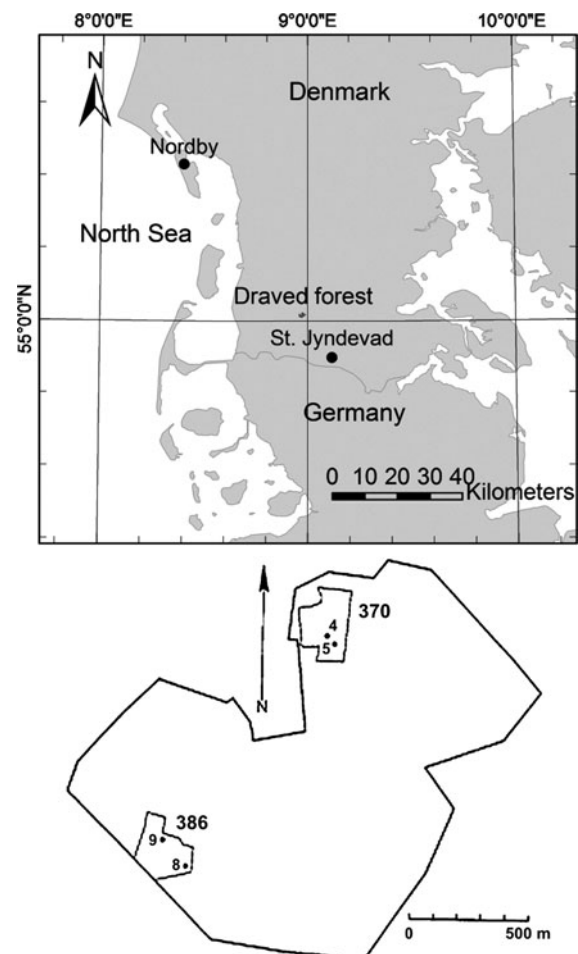 8°0'0"E 9°0'0"E 10°0'0"E
N
Denmark
Nordby
North Sea
Draved forest
55°0'0"N
St. Jyndevad
Germany
0 10 20 30 40
Kilometers
370
4
5
N
386
9
8
0 500 m